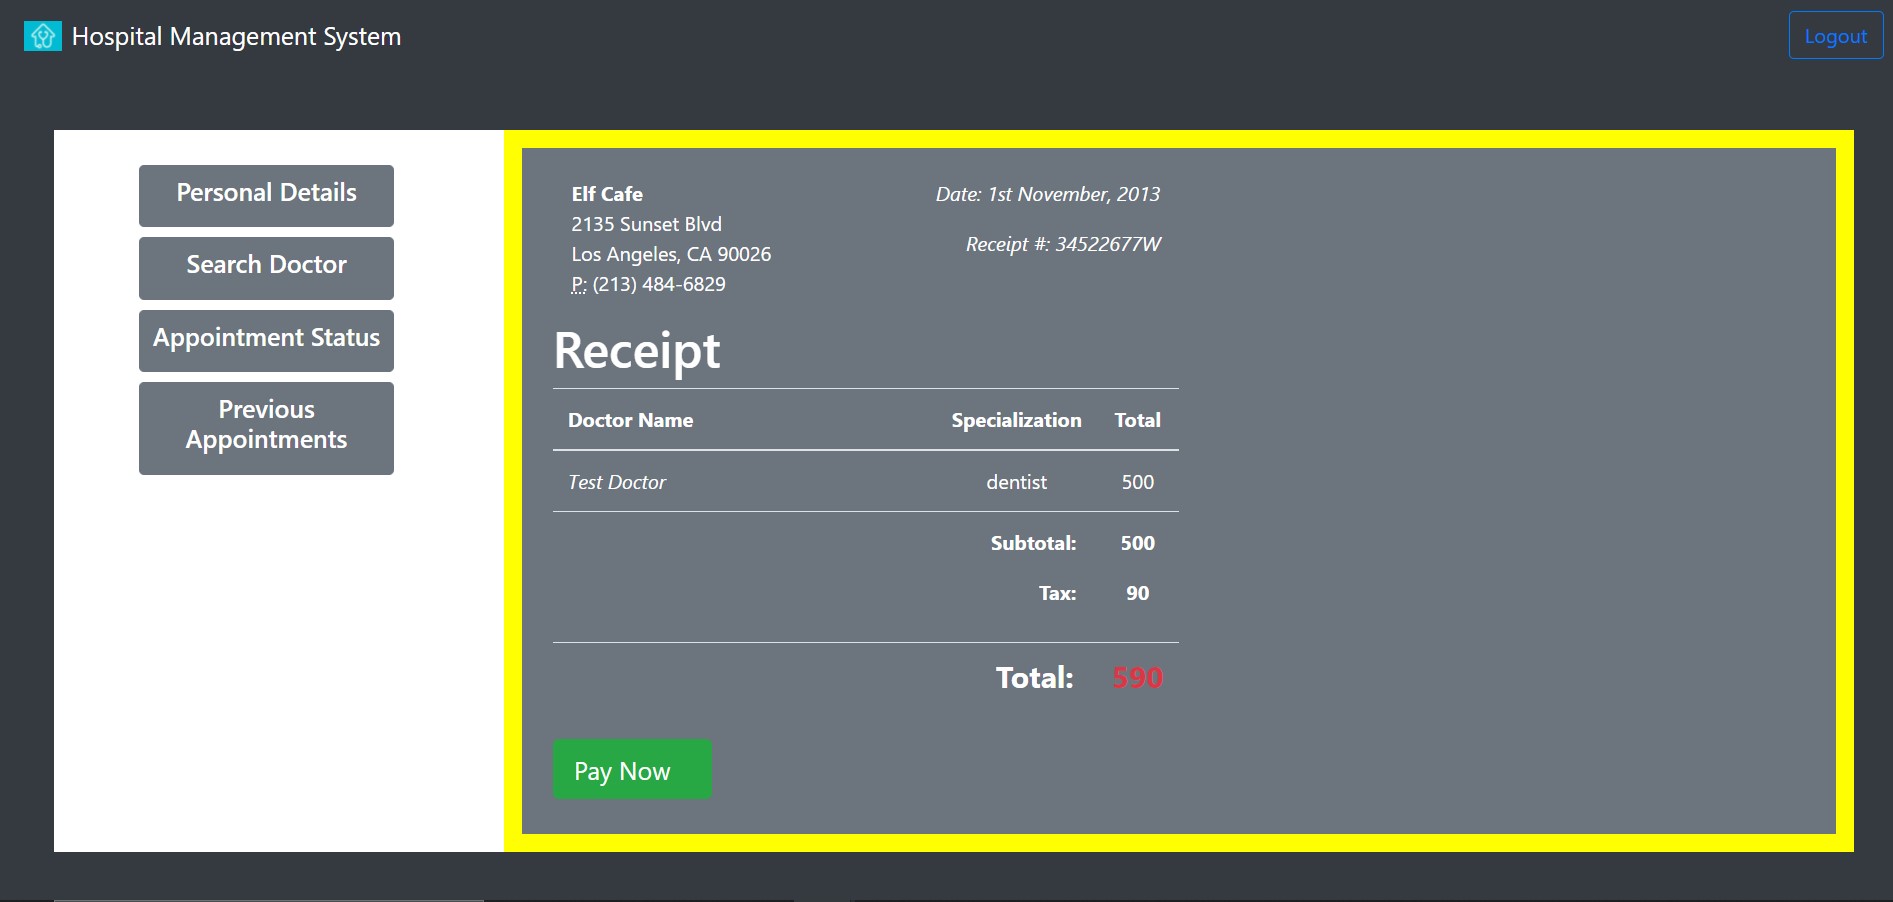 Hospital Management System
Logout
Personal Details
Search Doctor
Appointment Status
Previous
Appointments
Elf Cafe
2135 Sunset Blvd
Los Angeles, CA 90026
P: (213) 484-6829
Date: 1st November, 2013
Receipt #: 34522677W
Receipt
Doctor Name Specialization Total
Test Doctor dentist 500
Subtotal: 500
Tax: 90
Total: 590
Pay Now